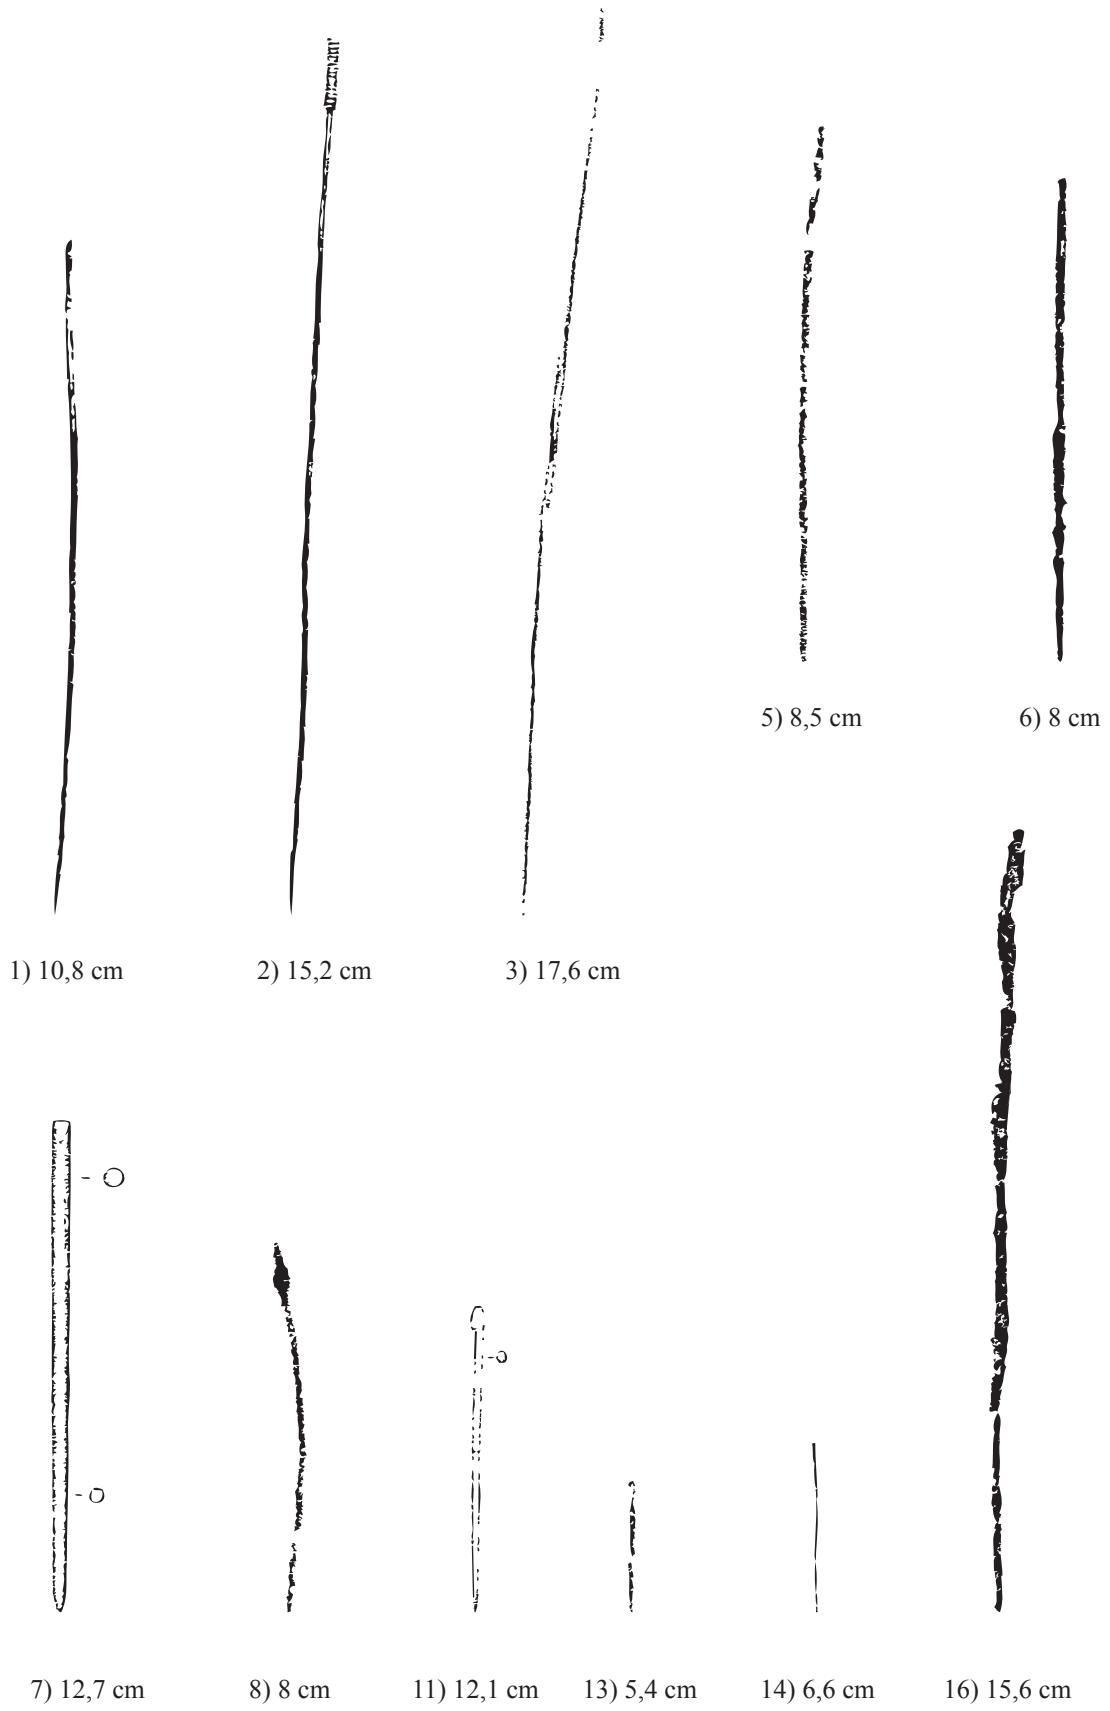 5) 8,5 cm
6) 8 cm
1) 10,8 cm
2) 15,2 cm
3) 17,6 cm
7) 12,7 cm
8) 8 cm
11) 12,1 cm
13) 5,4 cm
14) 6,6 cm
16) 15,6 cm